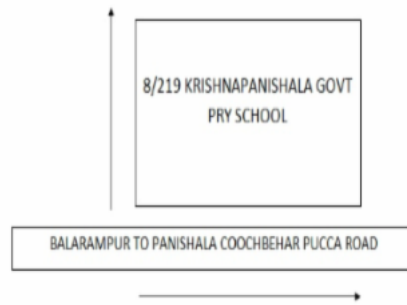 8/219 KRISHNAPANISHALA GOVT
PRY SCHOOL
BALARAMPUR TO PANISHALA COOCHBEHAR PUCCA ROAD